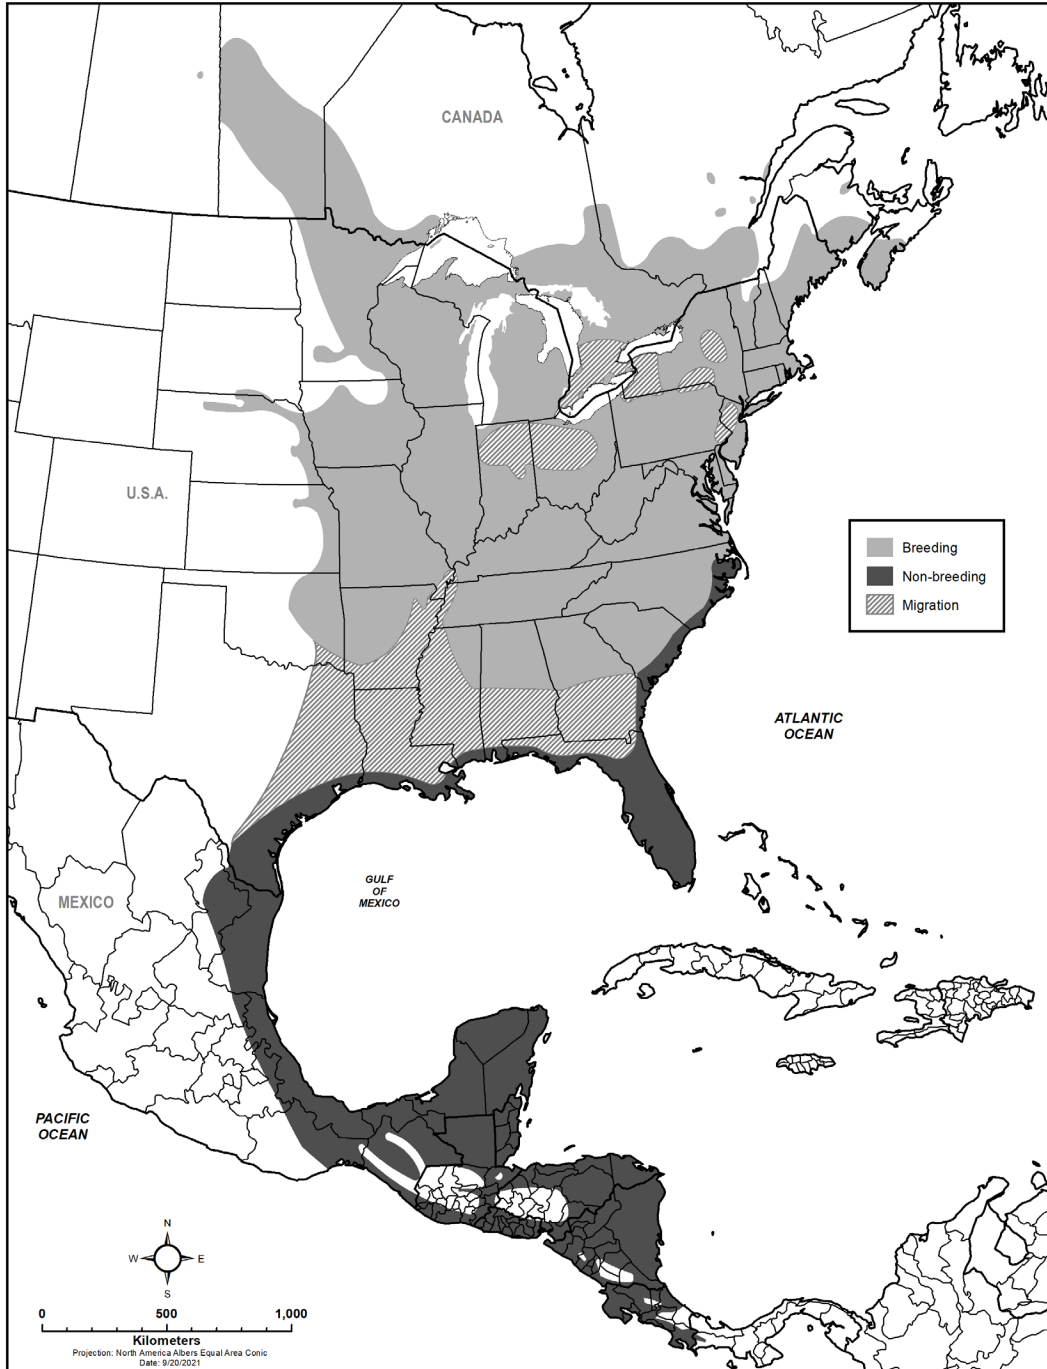 CANADA
U.S.A.
Breeding
Non-breeding
Migration
ATLANTIC
OCEAN
GULF
OF
MEXICO
MEXICO
PACIFIC
OCEAN
N
W E
S
0 500 1,000
Kilometers
Projection: North America Albers Equal Area Conic
Date: 9/20/2021